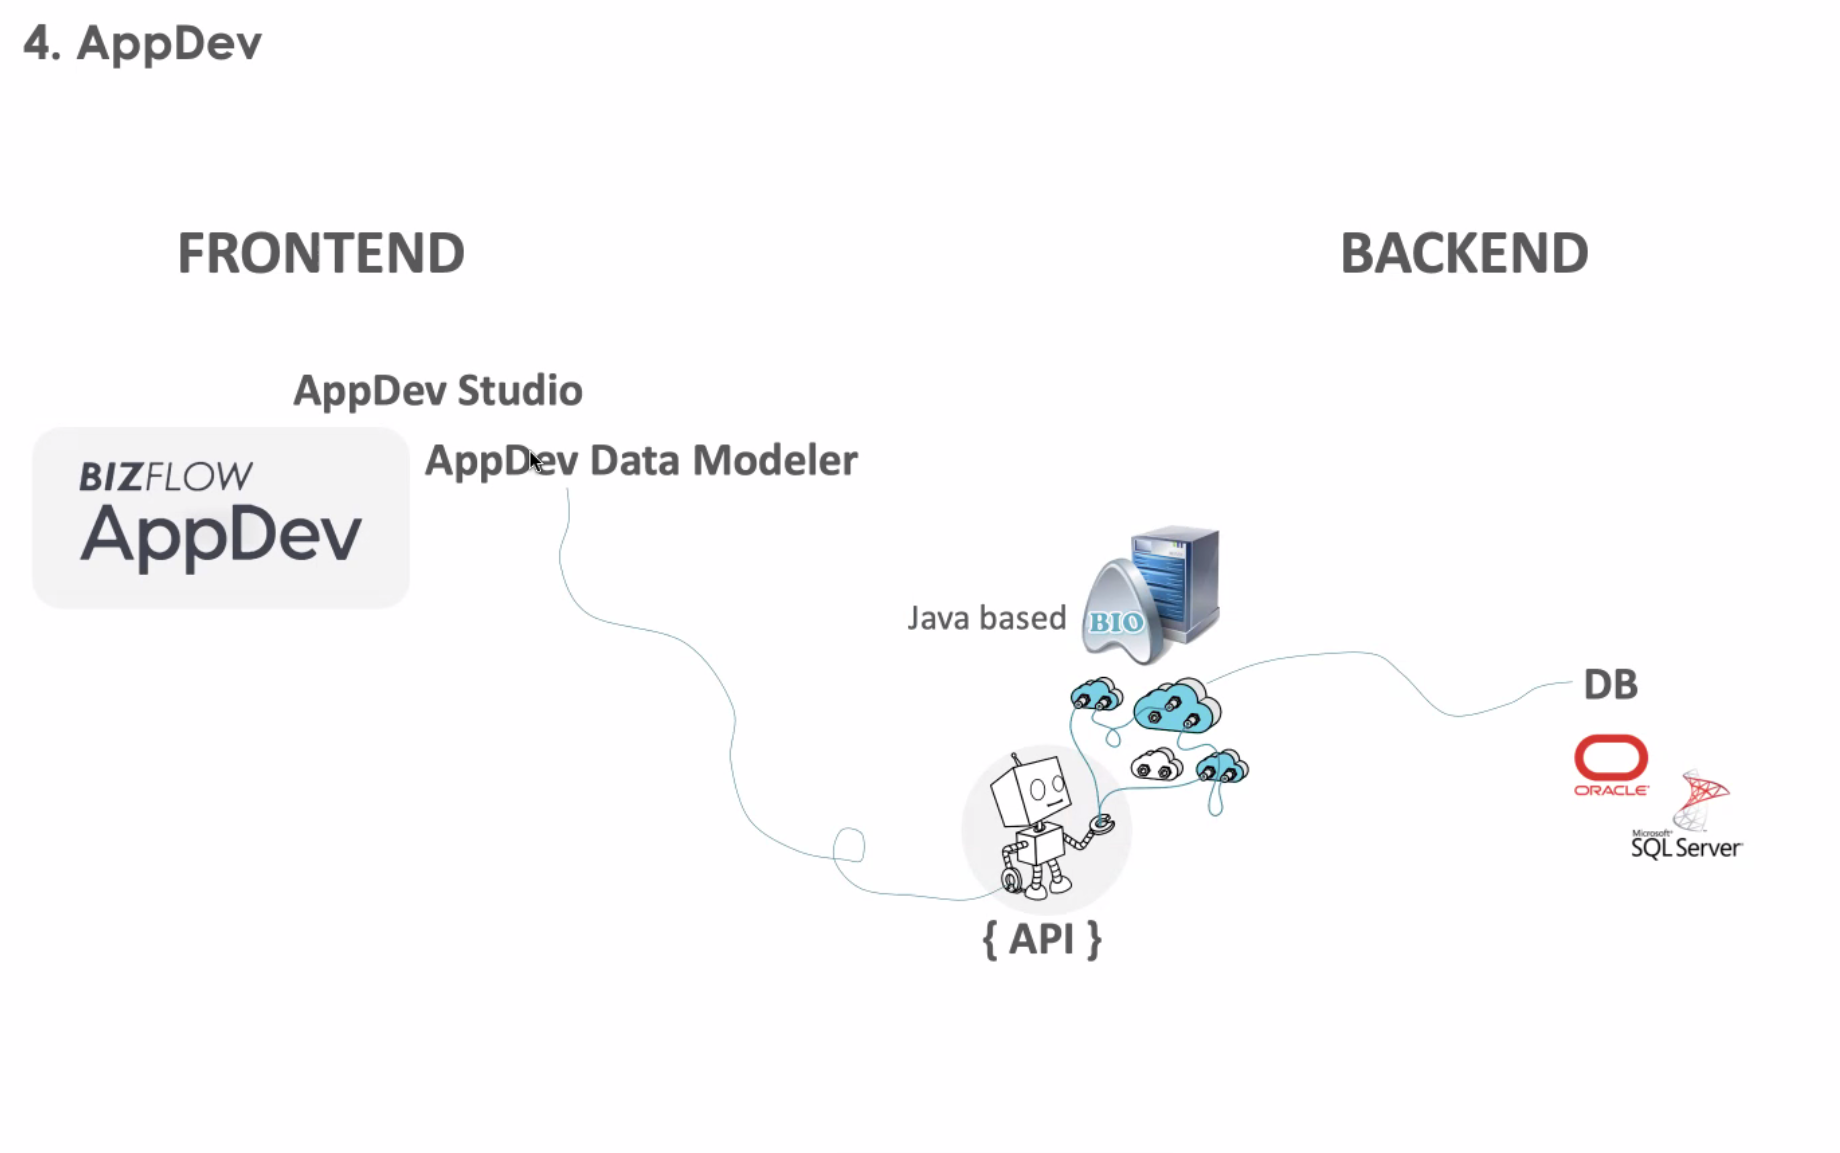 4. AppDev
FRONTEND
BACKEND
AppDev Studio
AppDev Data Modeler
BIZFLOW
AppDev
Java based
BIO
DB
ORACLE
Microsoft
SQL Server
{ API }